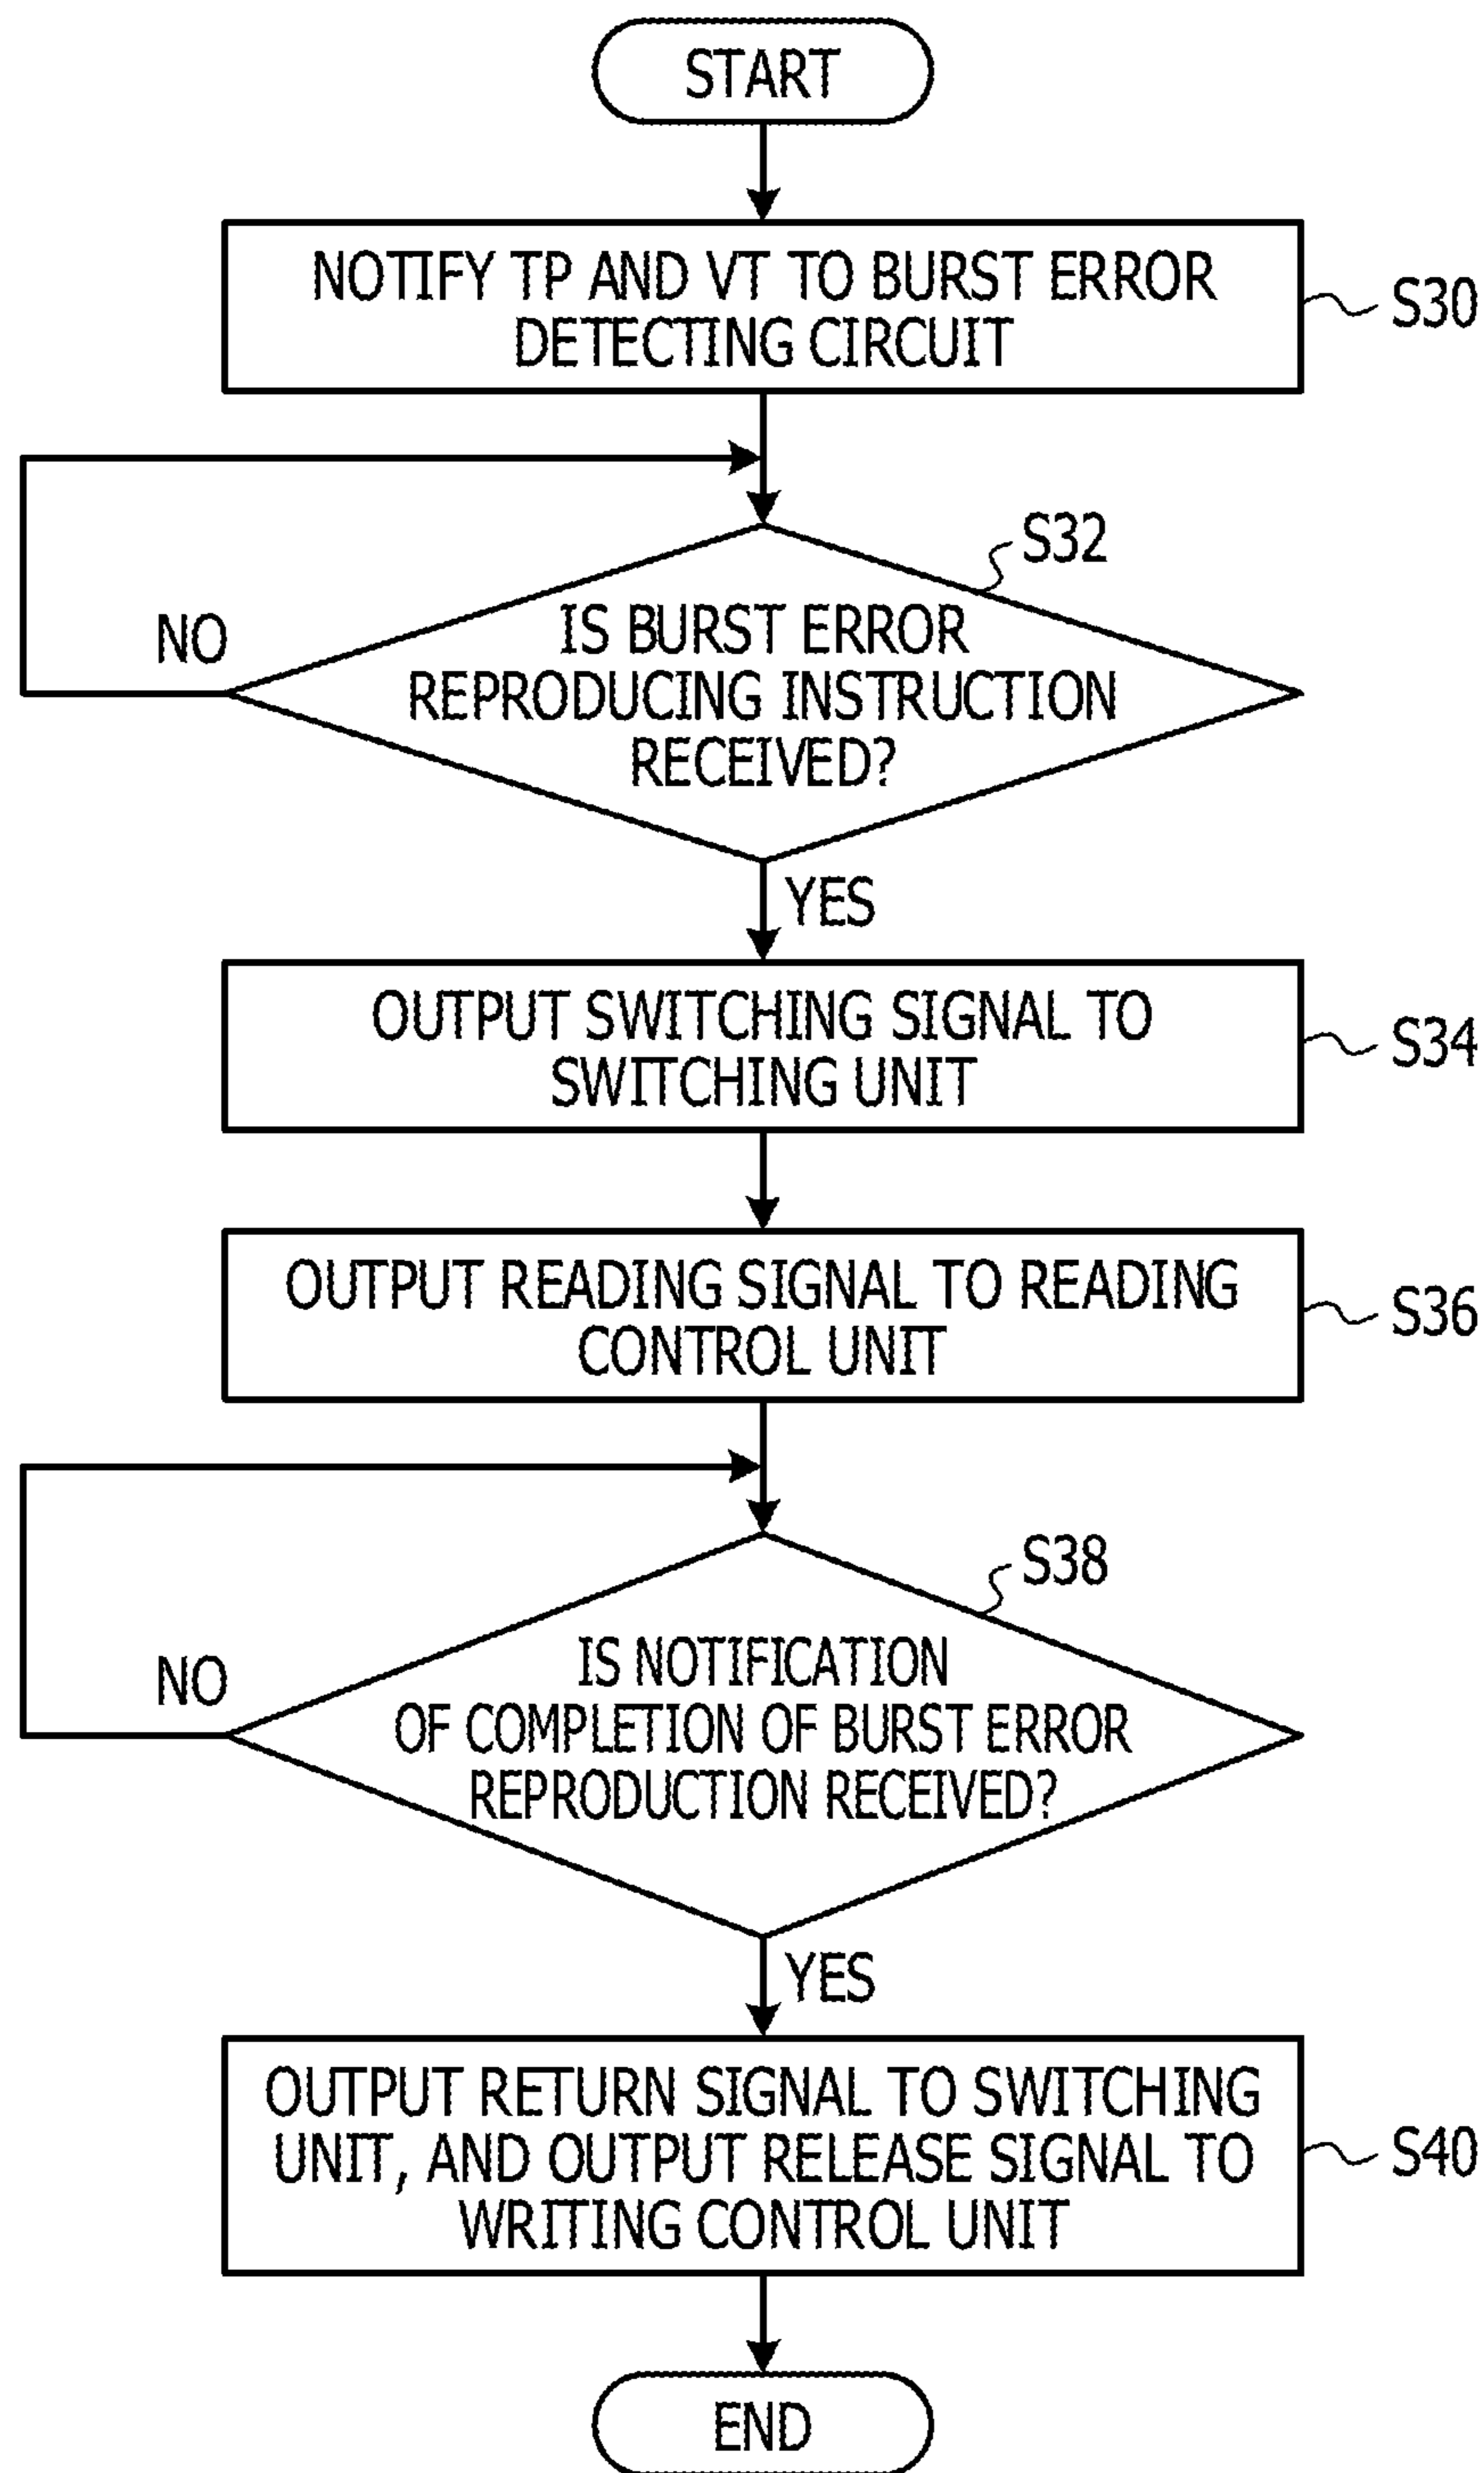 START
NOTIFY TP AND VT TO BURST ERROR
DETECTING CIRCUIT
S30
S32
IS BURST ERROR
REPRODUCING INSTRUCTION
RECEIVED?
NO
YES
OUTPUT SWITCHING SIGNAL TO
SWITCHING UNIT
S34
OUTPUT READING SIGNAL TO READING
CONTROL UNIT
S36
S38
IS NOTIFICATION
OF COMPLETION OF BURST ERROR
REPRODUCTION RECEIVED?
NO
YES
OUTPUT RETURN SIGNAL TO SWITCHING
UNIT, AND OUTPUT RELEASE SIGNAL TO
WRITING CONTROL UNIT
S40
END